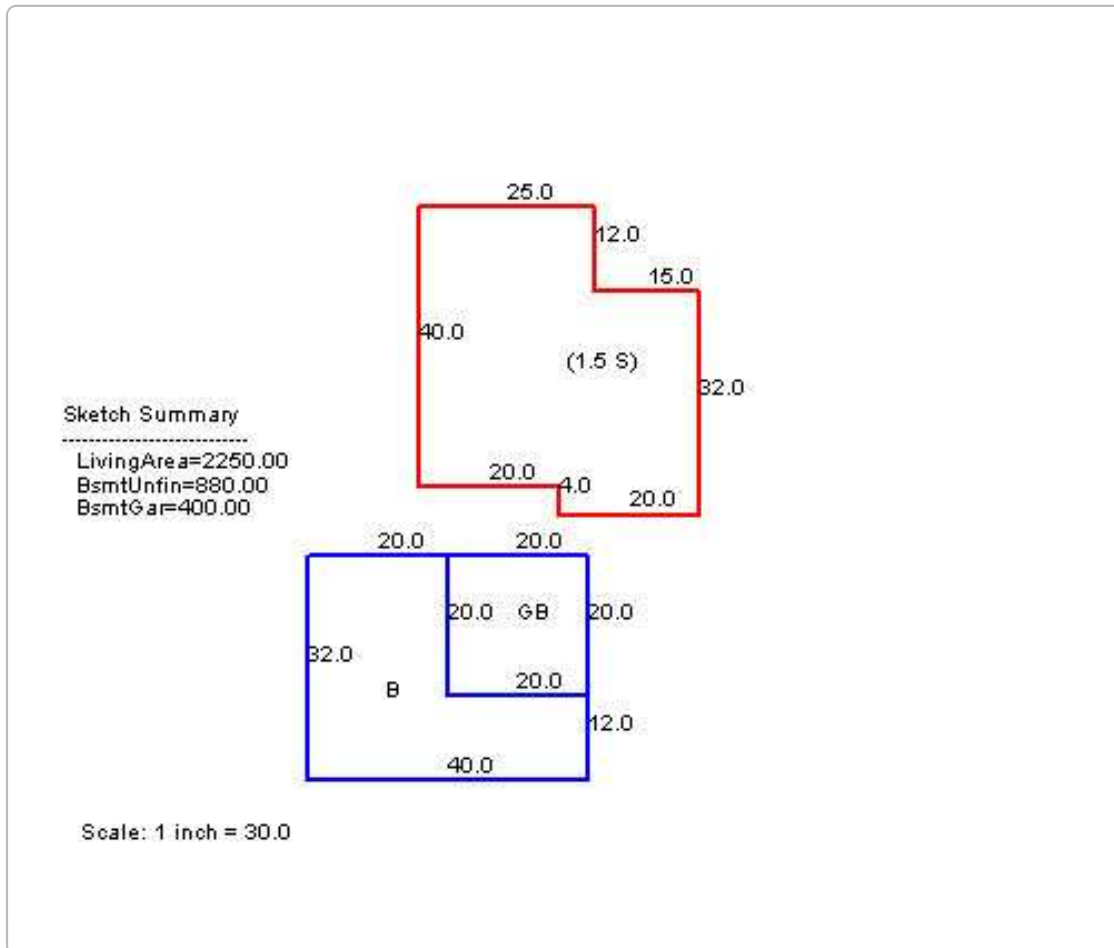 25.0
12.0
15.0
40.0
(1.5 S)
32.0
Sketch Summary
---------------------------
LivingArea=2250.00
BsmtUnfin=880.00
BsmtGar=400.00
20.0
4.0
20.0
20.0
20.0
20.0
GB
20.0
32.0
20.0
B
12.0
40.0
Scale: 1 inch = 30.0